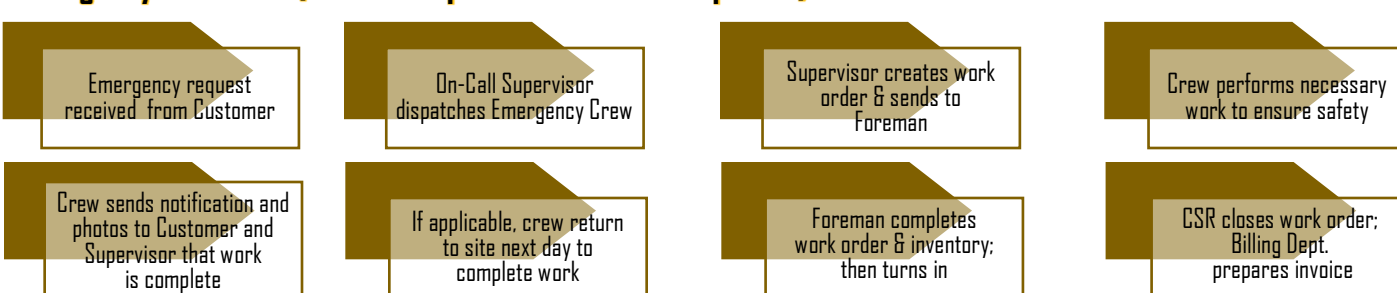 Emergency request
received from Customer
On-Call Supervisor
dispatches Emergency Crew
Supervisor creates work
order & sends to
Foreman
Crew performs necessary
work to ensure safety
Crew sends notification and
photos to Customer and
Supervisor that work
is complete
If applicable, crew return
to site next day to
complete work
Foreman completes
work order & inventory;
then turns in
CSR closes work order;
Billing Dept.
prepares invoice